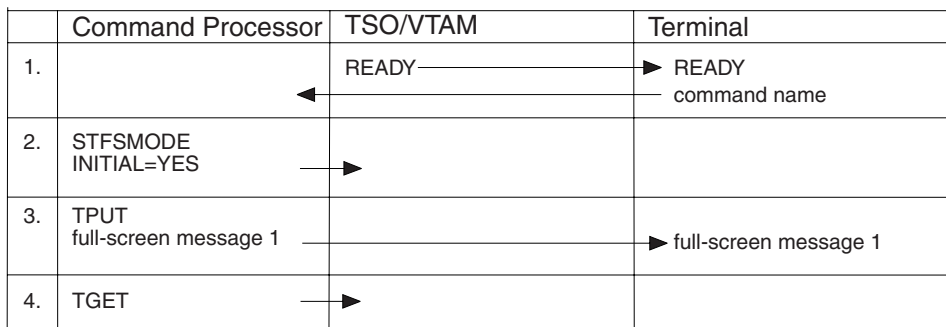 Command Processor TSO/VTAM Terminal
1. READY READY
command name
2. STFSMODE
INITIAL=YES
3. TPUT
full-screen message 1 full-screen message 1
4. TGET